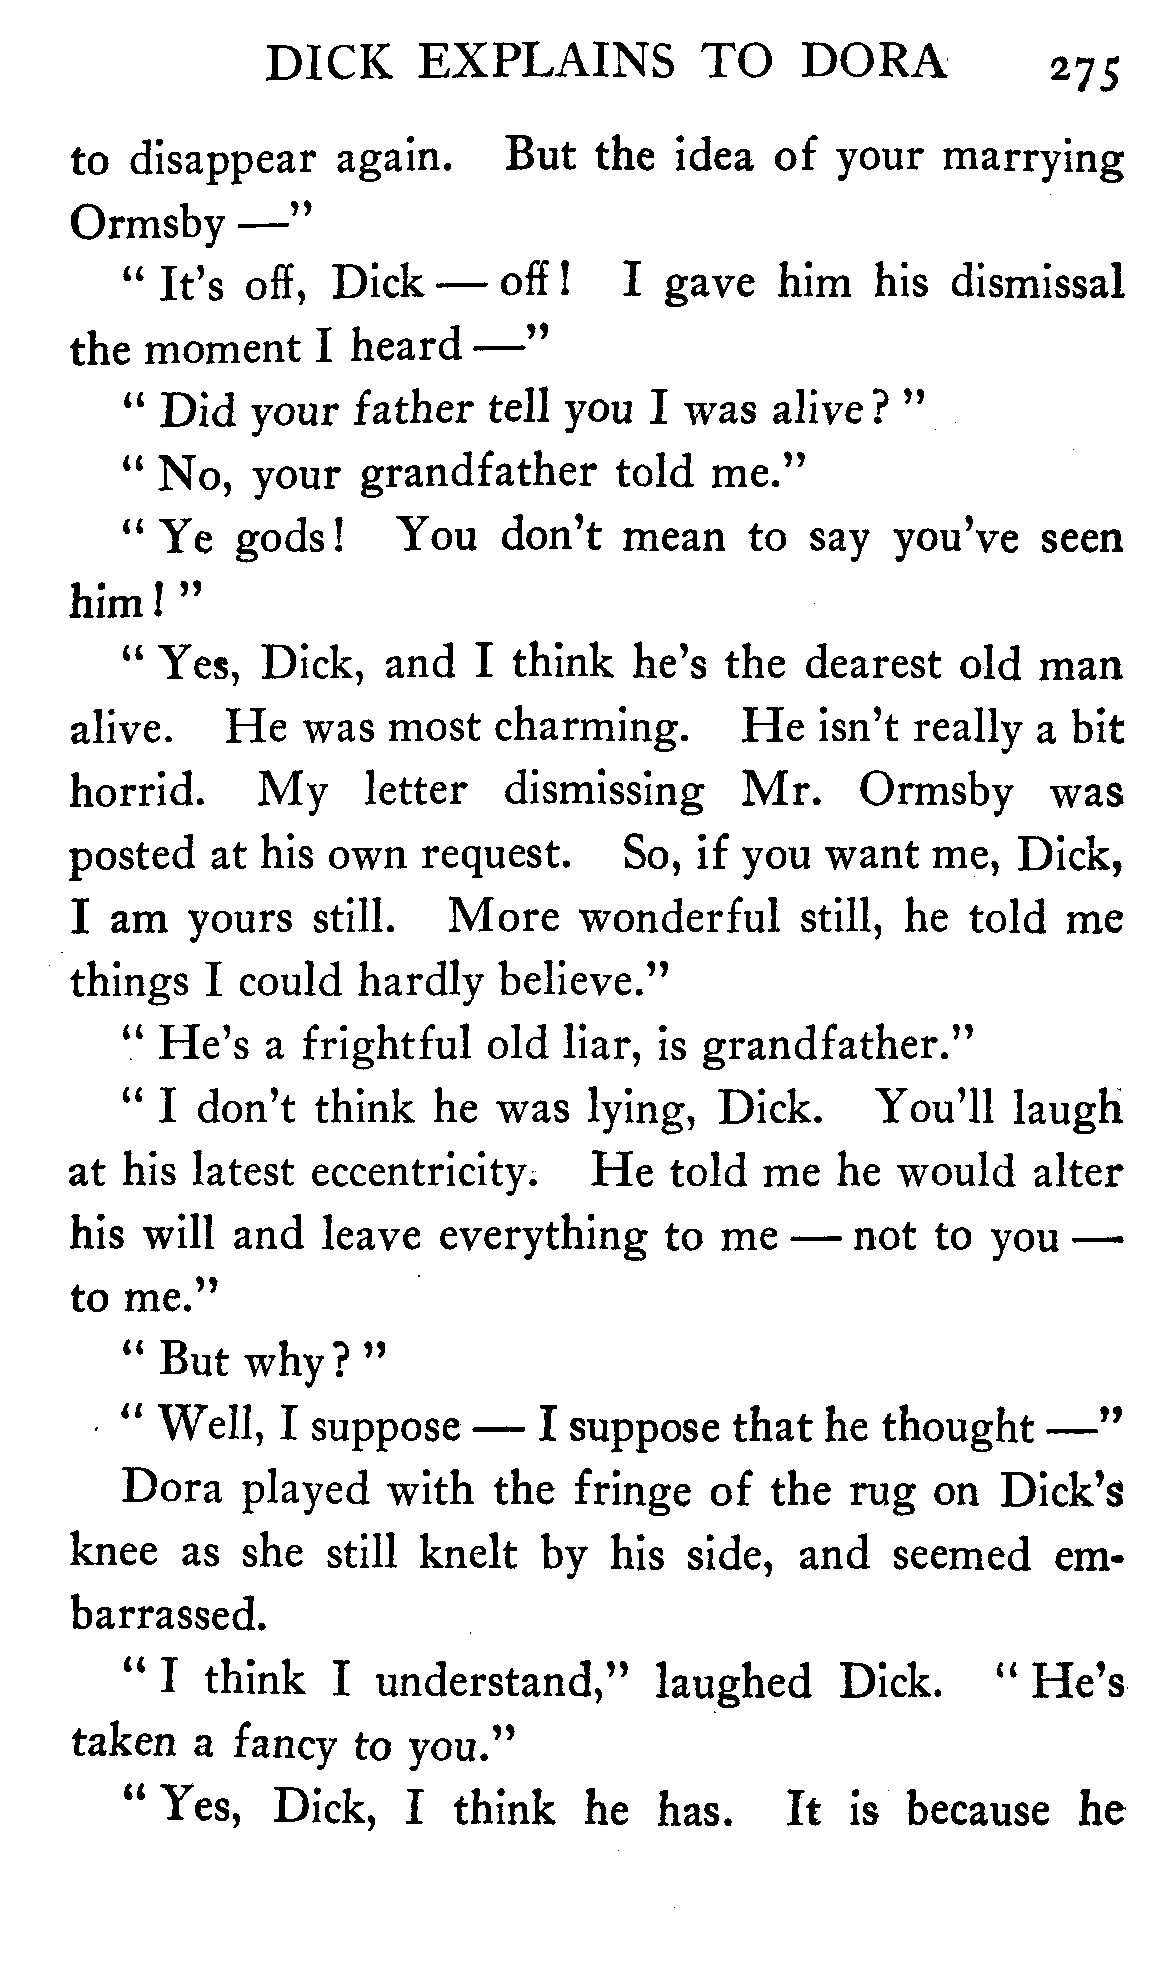 DICK EXPLAINS TO DORA 275
to disappear again. But the idea of your marrying
Ormsby —"
" It's off, Dick — off! I gave him his dismissal
the moment I heard —"
" Did your father tell you I was alive? "
" No, your grandfather told me."
" Ye gods! You don't mean to say you've seen
him! "
" Yes, Dick, and I think he's the dearest old man
alive. He was most charming. He isn't really a bit
horrid. My letter dismissing Mr. Ormsby was
posted at his own request. So, if you want me, Dick,
I am yours still. More wonderful still, he told me
things I could hardly believe."
" He's a frightful old liar, is grandfather."
" I don't think he was lying, Dick. You'll laugh
at his latest eccentricity. He told me he would alter
his will and leave everything to me — not to you —
to me."
" But why? "
" Well, I suppose — I suppose that he thought —"
Dora played with the fringe of the rug on Dick's
knee as she still knelt by his side, and seemed em-
barrassed.
" I think I understand," laughed Dick. " He's
taken a fancy to you."
" Yes, Dick, I think he has. It is because he